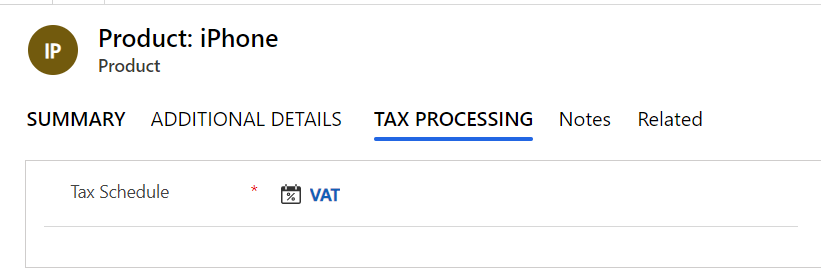 IP
Product: iPhone
Product
SUMMARY ADDITIONAL DETAILS TAX PROCESSING Notes Related
Tax Schedule * VAT